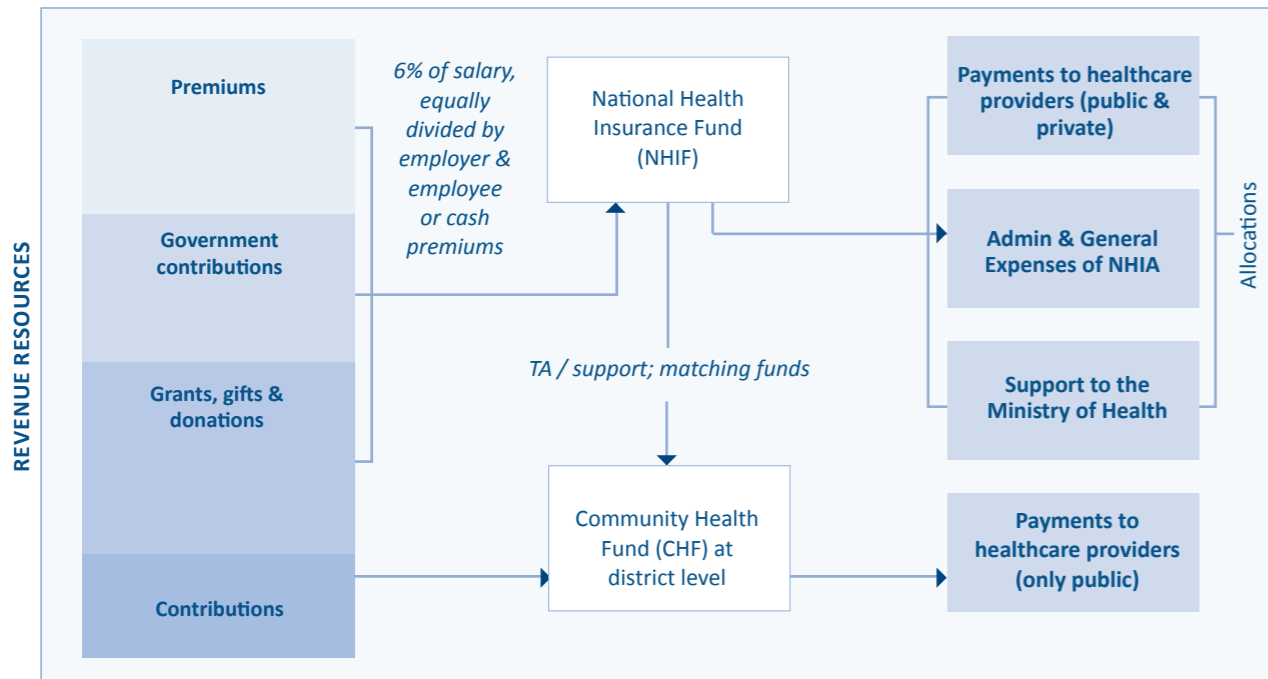 REVENUE RESOURCES
Premiums
Government
contributions
Grants, gifts &
donations
Contributions
6% of salary,
equally
divided by
employer &
employee
or cash
premiums
National Health
Insurance Fund
(NHIF)
TA / support; matching funds
Community Health
Fund (CHF) at
district level
Payments to healthcare
providers (public &
private)
Admin & General
Expenses of NHIA
Support to the
Ministry of Health
Allocations
Payments to
healthcare providers
(only public)